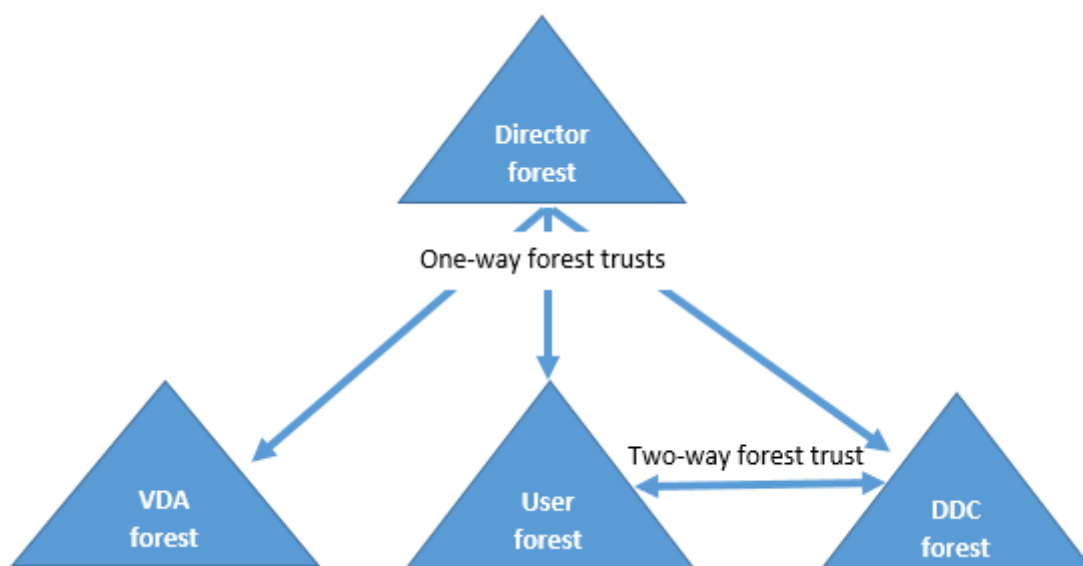 Director
forest
One-way forest trusts
Two-way forest trust
VDA
forest
User
forest
DDC
forest